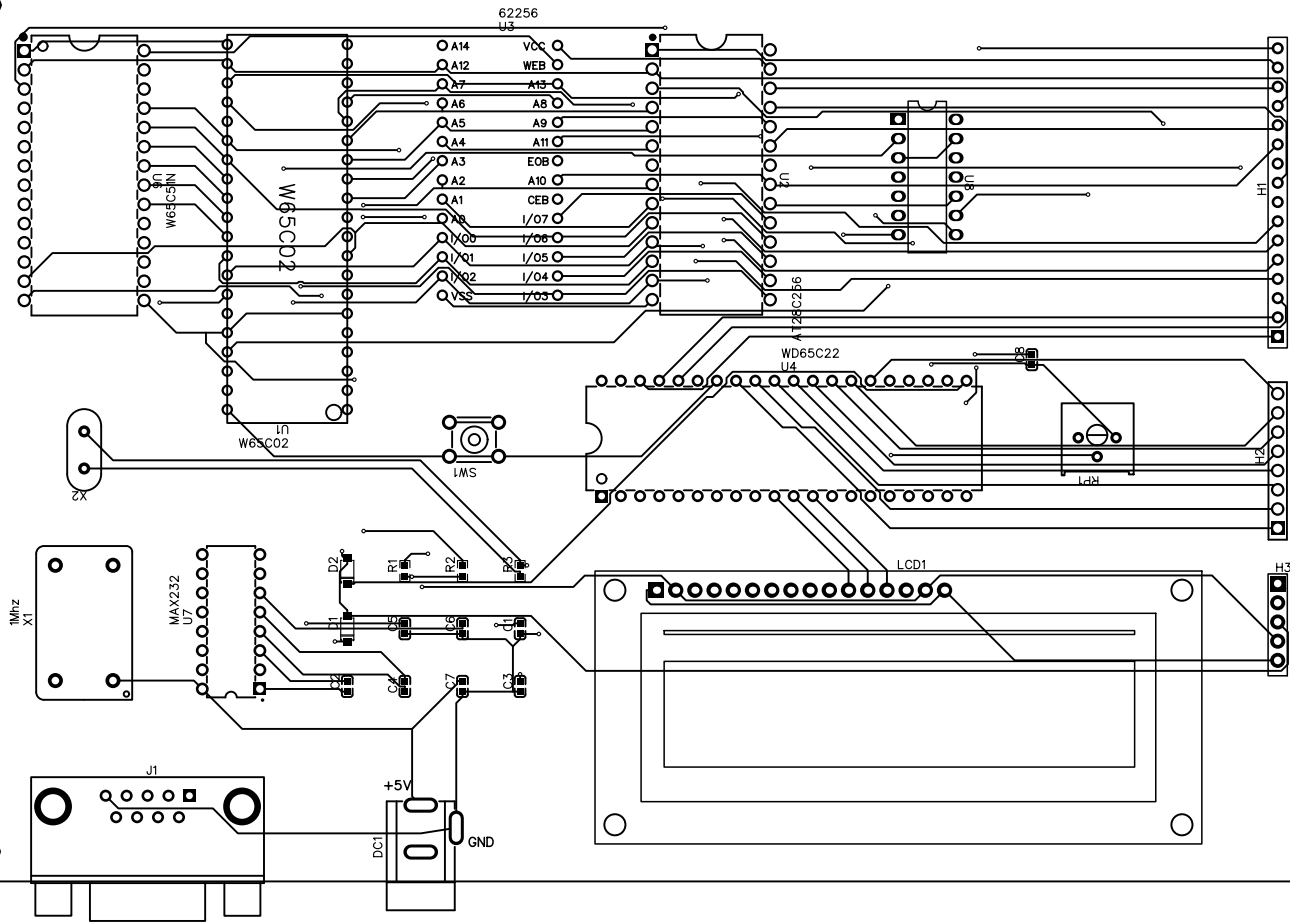 62256
U3
A14
VCC
A12
WEB
A7
A13
A6
A8
A5
A9
A4
A11
A3
EOB
A2
A10
A1
CEB
A0
I/O7
I/O0
I/O6
I/O1
I/O5
I/O2
I/O4
VSS
I/O3
U6
W65C51N
W65C02
U1
W65C02
U2
AT28C256
U8
H1
WD65C22
U4
C8
H2
RP1
X2
SW1
1Mhz
X1
MAX232
U7
D2
R1
R2
R3
D1
C5
C6
C1
C2
C4
C7
C3
LCD1
H3
J1
+5V
DC1
GND